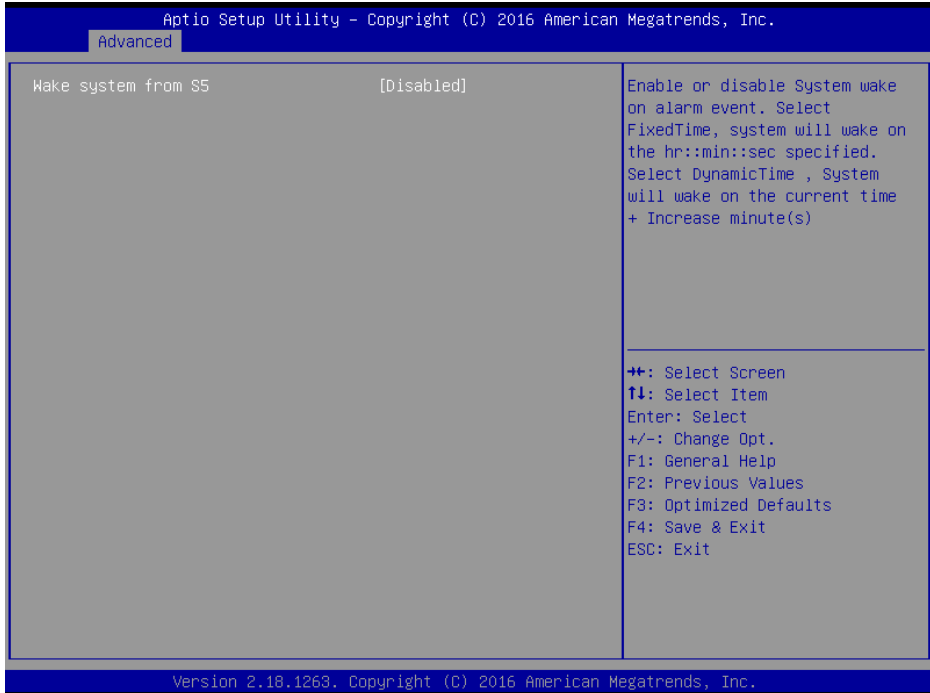 Aptio Setup Utility – Copyright (C) 2016 American Megatrends, Inc.
Advanced
Wake system from S5 [Disabled]
Enable or disable System wake
on alarm event. Select
FixedTime, system will wake on
the hr::min::sec specified.
Select DynamicTime , System
will wake on the current time
+ Increase minute(s)
→←: Select Screen
↑↓: Select Item
Enter: Select
+/-: Change Opt.
F1: General Help
F2: Previous Values
F3: Optimized Defaults
F4: Save & Exit
ESC: Exit
Version 2.18.1263. Copyright (C) 2016 American Megatrends, Inc.